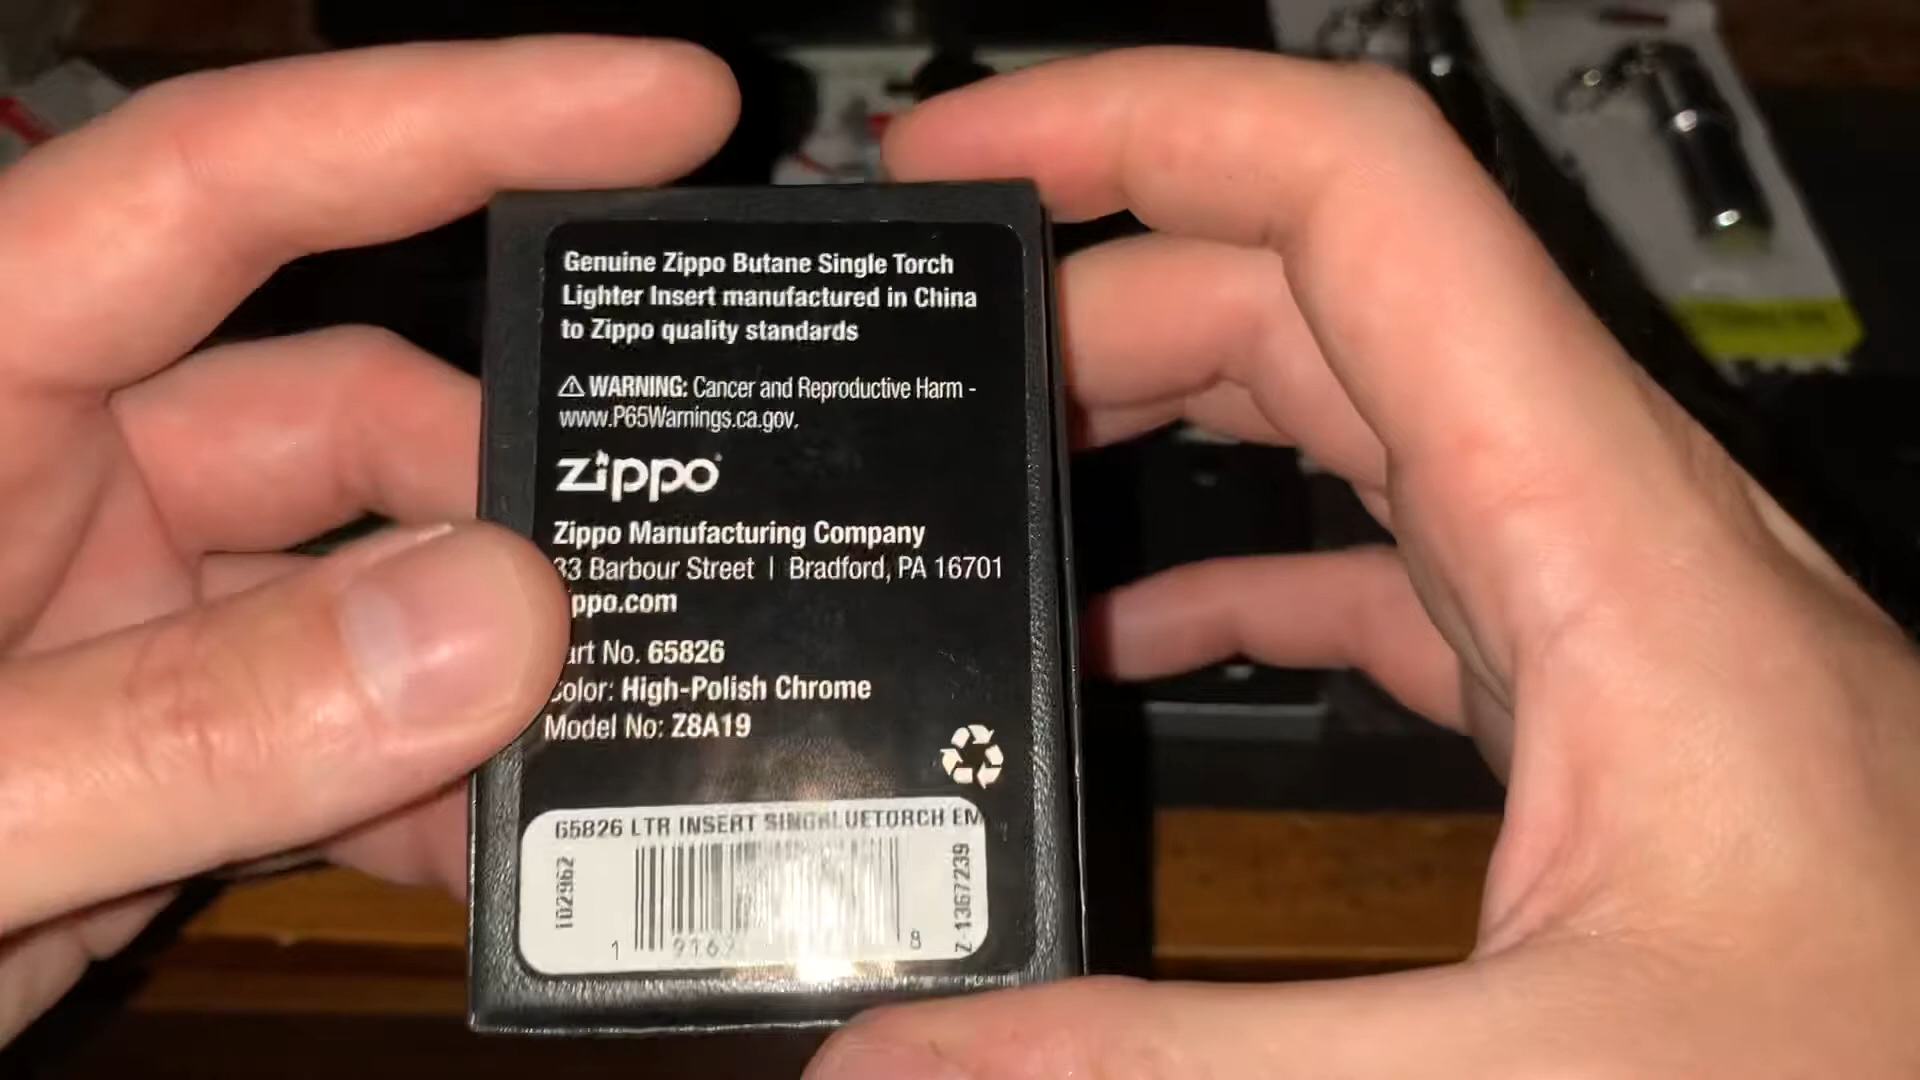 Genuine Zippo Butane Single Torch
Lighter Insert manufactured in China
to Zippo quality standards
⚠ WARNING: Cancer and Reproductive Harm -
www.P65Warnings.ca.gov.
zippo
Zippo Manufacturing Company
33 Barbour Street | Bradford, PA 16701
ppo.com
art No. 65826
olor: High-Polish Chrome
Model No: Z8A19
65826 LTR INSERT
i02962
Z-1367239
1 9169 8